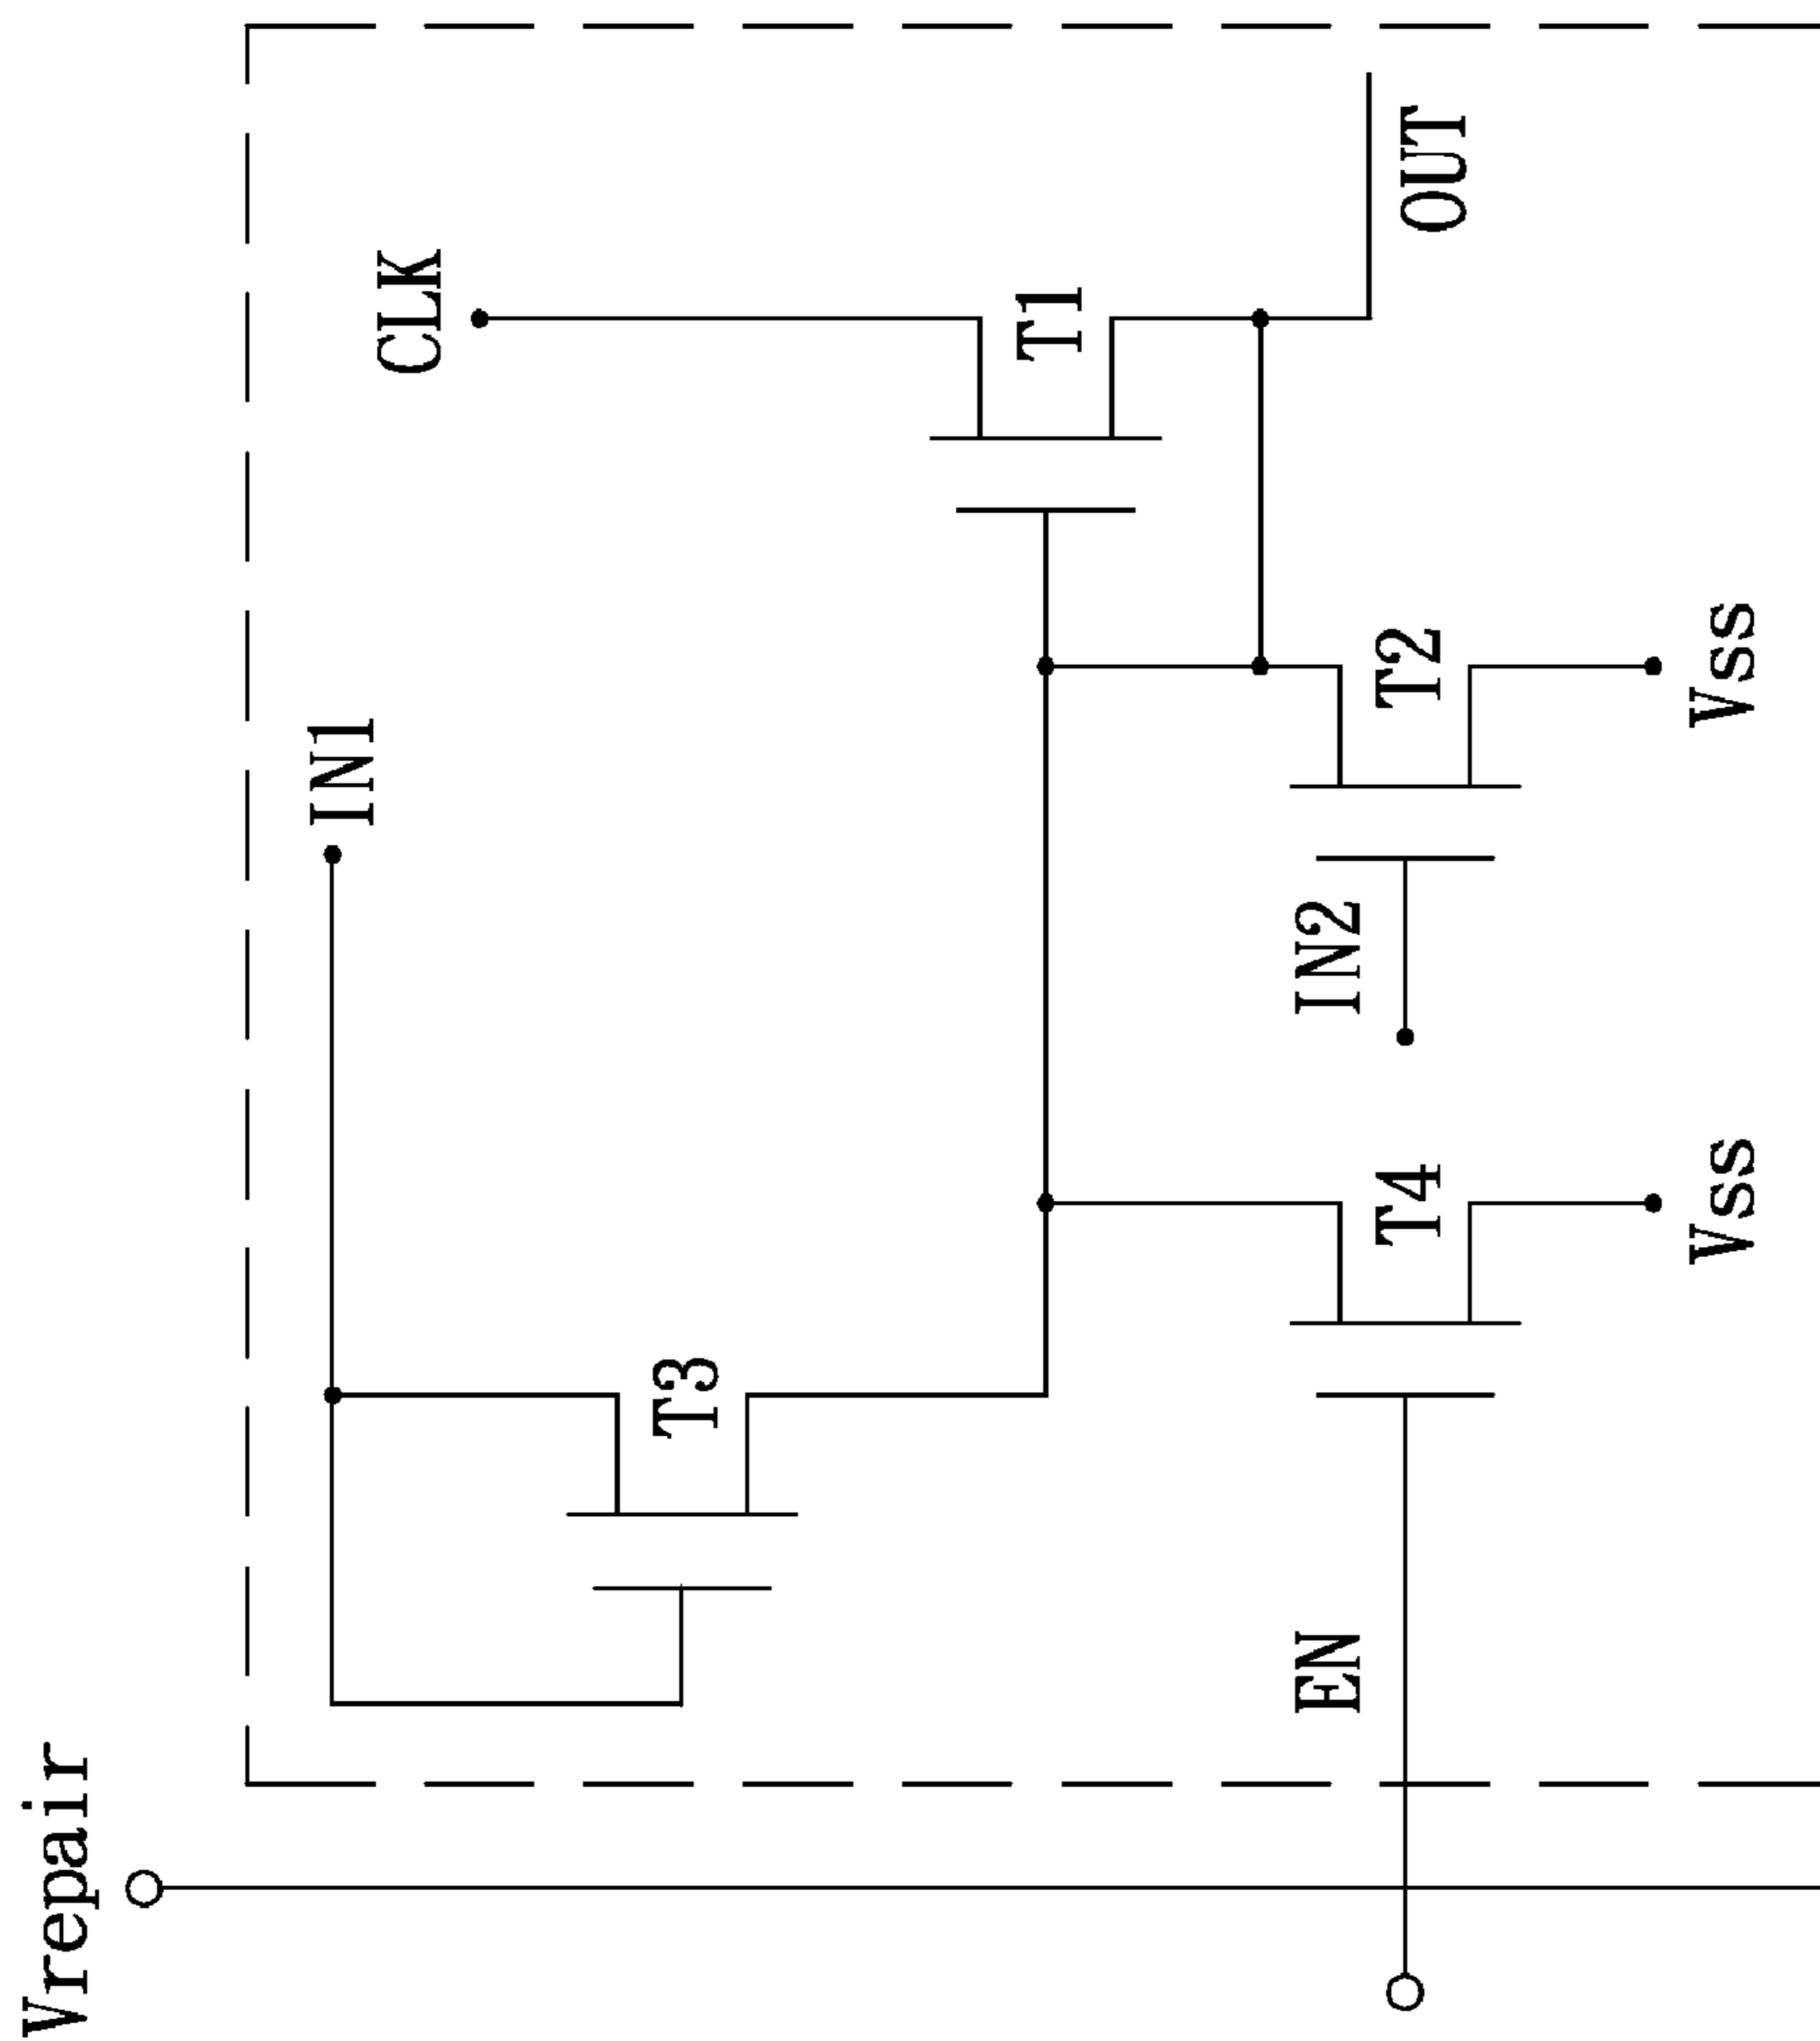 Vrepair
IN1
CLK
T3
T1
OUT
EN
T4
IN2
T2
Vss
Vss